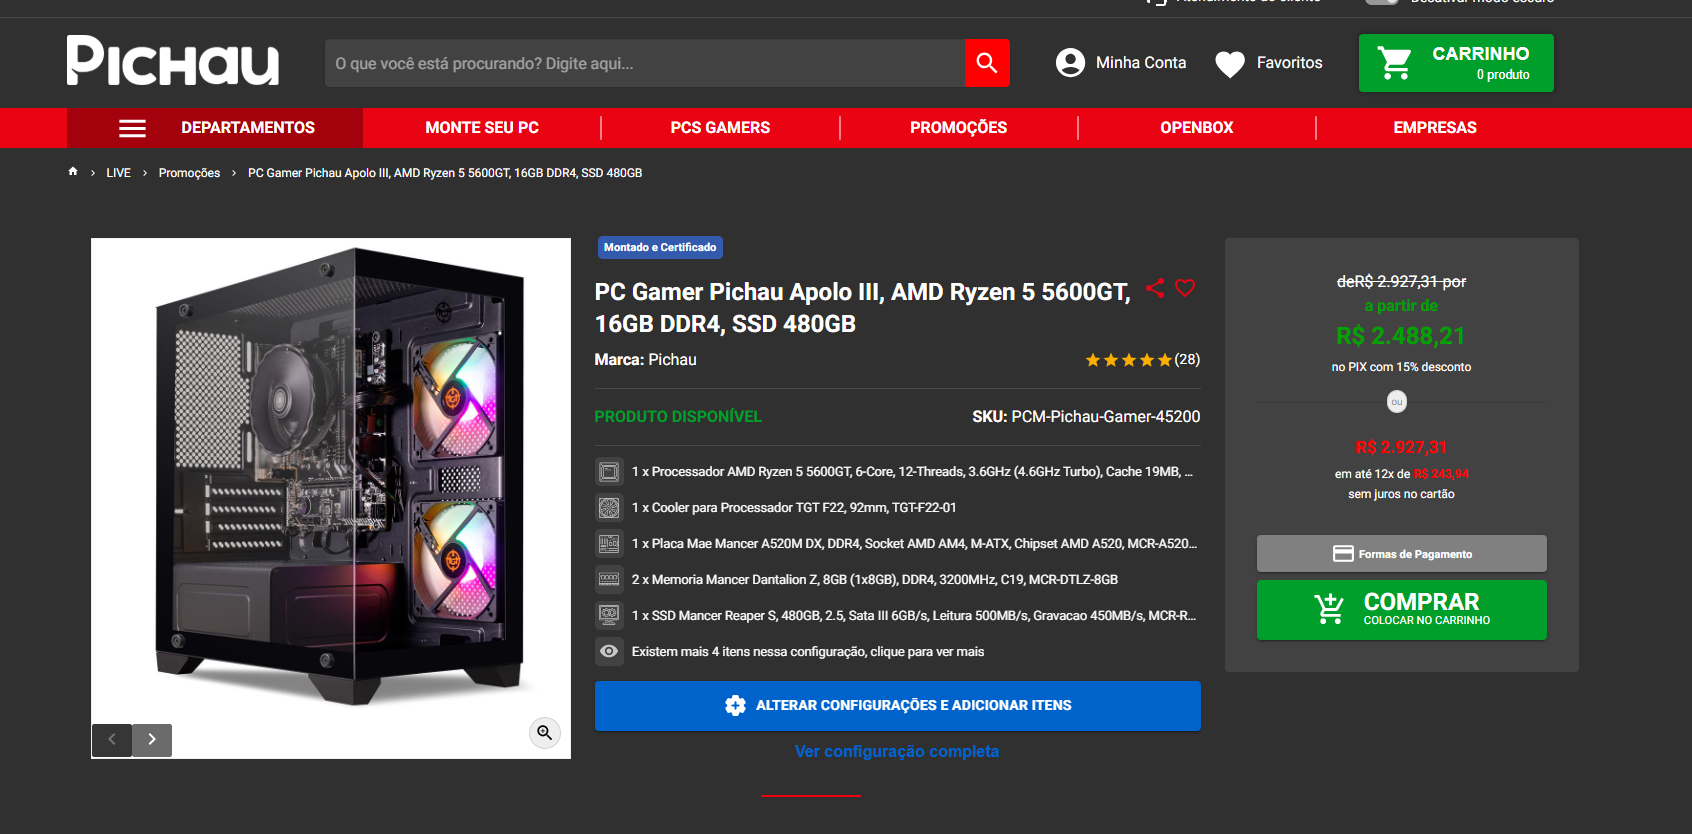 Atendimento ao cliente
Desativar modo escuro
PICHAU
O que você está procurando? Digite aqui...
Minha Conta
Favoritos
CARRINHO
0 produto
DEPARTAMENTOS
MONTE SEU PC
PCS GAMERS
PROMOÇÕES
OPENBOX
EMPRESAS
LIVE
Promoções
PC Gamer Pichau Apolo III, AMD Ryzen 5 5600GT, 16GB DDR4, SSD 480GB
Montado e Certificado
PC Gamer Pichau Apolo III, AMD Ryzen 5 5600GT,
16GB DDR4, SSD 480GB
Marca: Pichau
(28)
PRODUTO DISPONÍVEL
SKU: PCM-Pichau-Gamer-45200
1 x Processador AMD Ryzen 5 5600GT, 6-Core, 12-Threads, 3.6GHz (4.6GHz Turbo), Cache 19MB, ...
1 x Cooler para Processador TGT F22, 92mm, TGT-F22-01
1 x Placa Mae Mancer A520M DX, DDR4, Socket AMD AM4, M-ATX, Chipset AMD A520, MCR-A520...
2 x Memoria Mancer Dantalion Z, 8GB (1x8GB), DDR4, 3200MHz, C19, MCR-DTLZ-8GB
1 x SSD Mancer Reaper S, 480GB, 2.5, Sata III 6GB/s, Leitura 500MB/s, Gravacao 450MB/s, MCR-R...
Existem mais 4 itens nessa configuração, clique para ver mais
ALTERAR CONFIGURAÇÕES E ADICIONAR ITENS
Ver configuração completa
deR$ 2.927,31 por
a partir de
R$ 2.488,21
no PIX com 15% desconto
ou
R$ 2.927,31
em até 12x de R$ 243,94
sem juros no cartão
Formas de Pagamento
COMPRAR
COLOCAR NO CARRINHO